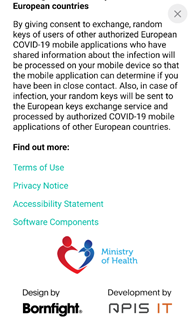 European countries
By giving consent to exchange, random
keys of users of other authorized European
COVID-19 mobile applications who have
shared information about the infection will
be processed on your mobile device so that
the mobile application can determine if you
have been in close contact. Also, in case of
infection, your random keys will be sent to
the European keys exchange service and
processed by authorized COVID-19 mobile
applications of other European countries.
Find out more:
Terms of Use
Privacy Notice
Accessibility Statement
Software Components
Ministry
of Health
Design by
Bornfight®
Development by
APIS IT